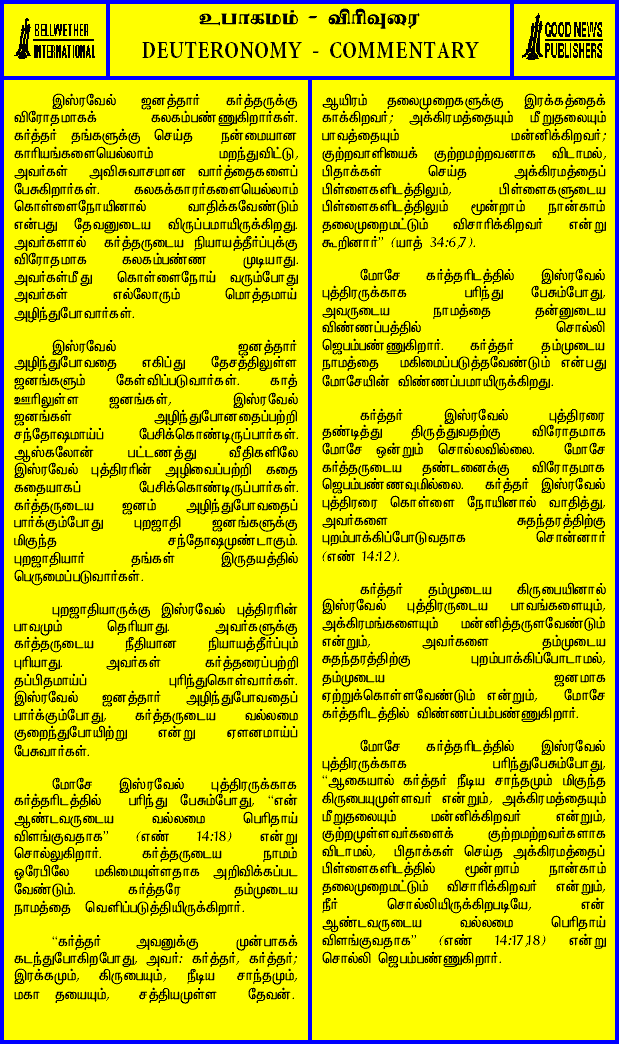 BELLWETHER
INTERNATIONAL
உபாகமம் - விரிவுரை
DEUTERONOMY - COMMENTARY
GOOD NEWS
PUBLISHERS
இஸ்ரவேல் ஜனத்தார் கர்த்தருக்கு
விரோதமாகக் கலகம்பண்ணுகிறார்கள்.
கர்த்தர் தங்களுக்கு செய்த நன்மையான
காரியங்களையெல்லாம் மறந்துவிட்டு,
அவர்கள் அவிசுவாசமான வார்த்தைகளைப்
பேசுகிறார்கள். கலகக்காரர்களையெல்லாம்
கொள்ளைநோயினால் வாதிக்கவேண்டும்
என்பது தேவனுடைய விருப்பமாயிருக்கிறது.
அவர்களால் கர்த்தருடைய நியாயத்தீர்ப்புக்கு
விரோதமாக கலகம்பண்ண முடியாது.
அவர்கள்மீது கொள்ளைநோய் வரும்போது
அவர்கள் எல்லோரும் மொத்தமாய்
அழிந்துபோவார்கள்.
இஸ்ரவேல் ஜனத்தார்
அழிந்துபோவதை எகிப்து தேசத்திலுள்ள
ஜனங்களும் கேள்விப்படுவார்கள். காத்
ஊரிலுள்ள ஜனங்கள், இஸ்ரவேல்
ஜனங்கள் அழிந்துபோனதைப்பற்றி
சந்தோஷமாய்ப் பேசிக்கொண்டிருப்பார்கள்.
ஆஸ்கலோன் பட்டணத்து வீதிகளிலே
இஸ்ரவேல் புத்திரரின் அழிவைப்பற்றி கதை
கதையாகப் பேசிக்கொண்டிருப்பார்கள்.
கர்த்தருடைய ஜனம் அழிந்துபோவதைப்
பார்க்கும்போது புறஜாதி ஜனங்களுக்கு
மிகுந்த சந்தோஷமுண்டாகும்.
புறஜாதியார் தங்கள் இருதயத்தில்
பெருமைப்படுவார்கள்.
புறஜாதியாருக்கு இஸ்ரவேல் புத்திரரின்
பாவமும் தெரியாது. அவர்களுக்கு
கர்த்தருடைய நீதியான நியாயத்தீர்ப்பும்
புரியாது. அவர்கள் கர்த்தரைப்பற்றி
தப்பிதமாய்ப் புரிந்துகொள்வார்கள்.
இஸ்ரவேல் ஜனத்தார் அழிந்துபோவதைப்
பார்க்கும்போது, கர்த்தருடைய வல்லமை
குறைந்துபோயிற்று என்று ஏளனமாய்ப்
பேசுவார்கள்.
மோசே இஸ்ரவேல் புத்திரருக்காக
கர்த்தரிடத்தில் பரிந்து பேசும்போது, “என்
ஆண்டவருடைய வல்லமை பெரிதாய்
விளங்குவதாக” (எண் 14:18) என்று
சொல்லுகிறார். கர்த்தருடைய நாமம்
ஓரேபிலே மகிமையுள்ளதாக அறிவிக்கப்பட
வேண்டும். கர்த்தரே தம்முடைய
நாமத்தை வெளிப்படுத்தியிருக்கிறார்.
“கர்த்தர் அவனுக்கு முன்பாகக்
கடந்துபோகிறபோது, அவர்: கர்த்தர், கர்த்தர்;
இரக்கமும், கிருபையும், நீடிய சாந்தமும்,
மகா தயையும், சத்தியமுள்ள தேவன்.
ஆயிரம் தலைமுறைகளுக்கு இரக்கத்தைக்
காக்கிறவர்; அக்கிரமத்தையும் மீறுதலையும்
பாவத்தையும் மன்னிக்கிறவர்;
குற்றவாளியைக் குற்றமற்றவனாக விடாமல்,
பிதாக்கள் செய்த அக்கிரமத்தைப்
பிள்ளைகளிடத்திலும், பிள்ளைகளுடைய
பிள்ளைகளிடத்திலும் மூன்றாம் நான்காம்
தலைமுறைமட்டும் விசாரிக்கிறவர் என்று
கூறினார்” (யாத் 34:6,7).
மோசே கர்த்தரிடத்தில் இஸ்ரவேல்
புத்திரருக்காக பரிந்து பேசும்போது,
அவருடைய நாமத்தை தன்னுடைய
விண்ணப்பத்தில் சொல்லி
ஜெபம்பண்ணுகிறார். கர்த்தர் தம்முடைய
நாமத்தை மகிமைப்படுத்தவேண்டும் என்பது
மோசேயின் விண்ணப்பமாயிருக்கிறது.
கர்த்தர் இஸ்ரவேல் புத்திரரை
தண்டித்து திருத்துவதற்கு விரோதமாக
மோசே ஒன்றும் சொல்லவில்லை. மோசே
கர்த்தருடைய தண்டனைக்கு விரோதமாக
ஜெபம்பண்ணவுமில்லை. கர்த்தர் இஸ்ரவேல்
புத்திரரை கொள்ளை நோயினால் வாதித்து,
அவர்களை சுதந்தரத்திற்கு
புறம்பாக்கிப்போடுவதாக சொன்னார்
(எண் 14:12).
கர்த்தர் தம்முடைய கிருபையினால்
இஸ்ரவேல் புத்திரருடைய பாவங்களையும்,
அக்கிரமங்களையும் மன்னித்தருளவேண்டும்
என்றும், அவர்களை தம்முடைய
சுதந்தரத்திற்கு புறம்பாக்கிப்போடாமல்,
தம்முடைய ஜனமாக
ஏற்றுக்கொள்ளவேண்டும் என்றும், மோசே
கர்த்தரிடத்தில் விண்ணப்பம்பண்ணுகிறார்.
மோசே கர்த்தரிடத்தில் இஸ்ரவேல்
புத்திரருக்காக பரிந்துபேசும்போது,
“ஆகையால் கர்த்தர் நீடிய சாந்தமும் மிகுந்த
கிருபையுமுள்ளவர் என்றும், அக்கிரமத்தையும்
மீறுதலையும் மன்னிக்கிறவர் என்றும்,
குற்றமுள்ளவர்களைக் குற்றமற்றவர்களாக
விடாமல், பிதாக்கள் செய்த அக்கிரமத்தைப்
பிள்ளைகளிடத்தில் மூன்றாம் நான்காம்
தலைமுறைமட்டும் விசாரிக்கிறவர் என்றும்,
நீர் சொல்லியிருக்கிறபடியே, என்
ஆண்டவருடைய வல்லமை பெரிதாய்
விளங்குவதாக” (எண் 14:17,18) என்று
சொல்லி ஜெபம்பண்ணுகிறார்.